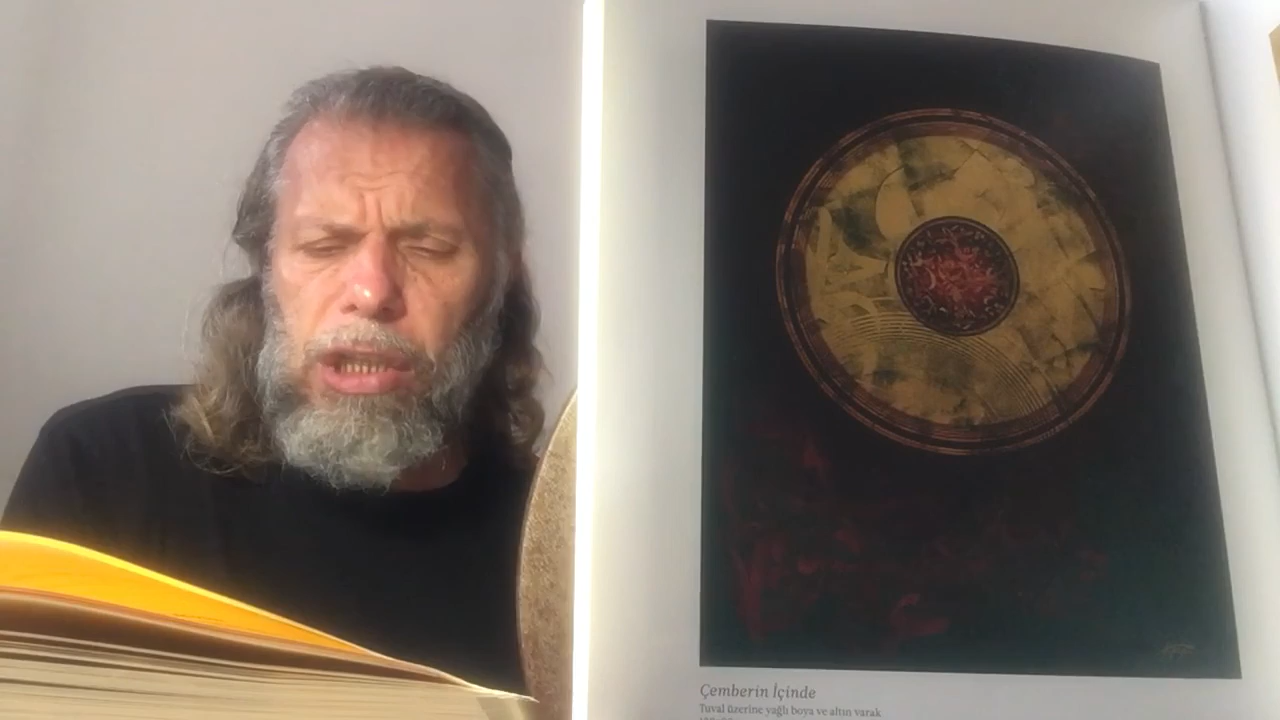 Çemberin İçinde
Tuval üzerine yağlı boya ve altın varak